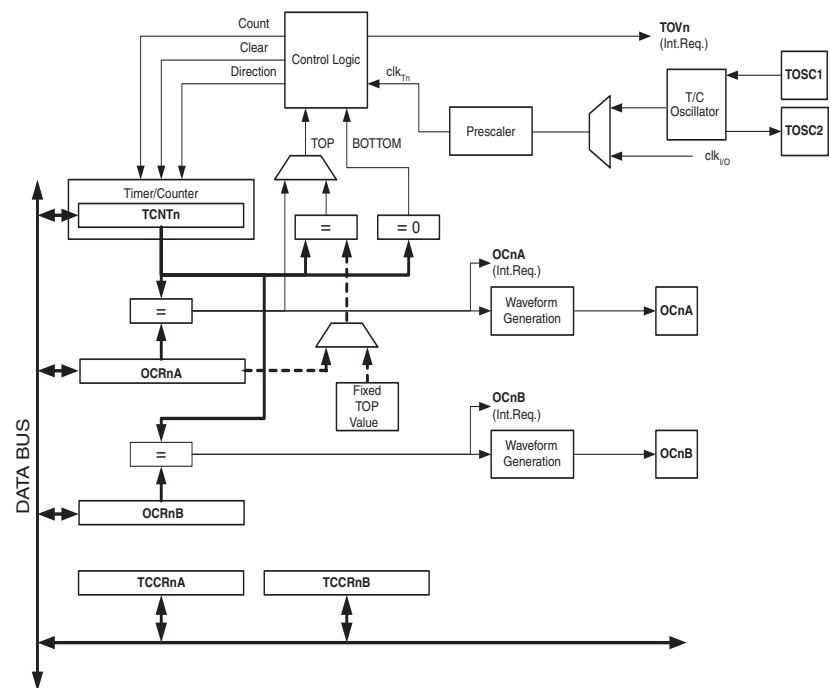 Count
Clear
Direction
Control Logic
TOVn
(Int.Req.)
clkTn
TOSC1
T/C
Oscillator
Prescaler
TOSC2
TOP
BOTTOM
clkI/O
Timer/Counter
TCNTn
=
= 0
OCnA
(Int.Req.)
=
Waveform
Generation
OCnA
OCRnA
Fixed
TOP
Value
OCnB
(Int.Req.)
=
Waveform
Generation
OCnB
DATA BUS
OCRnB
TCCRnA
TCCRnB